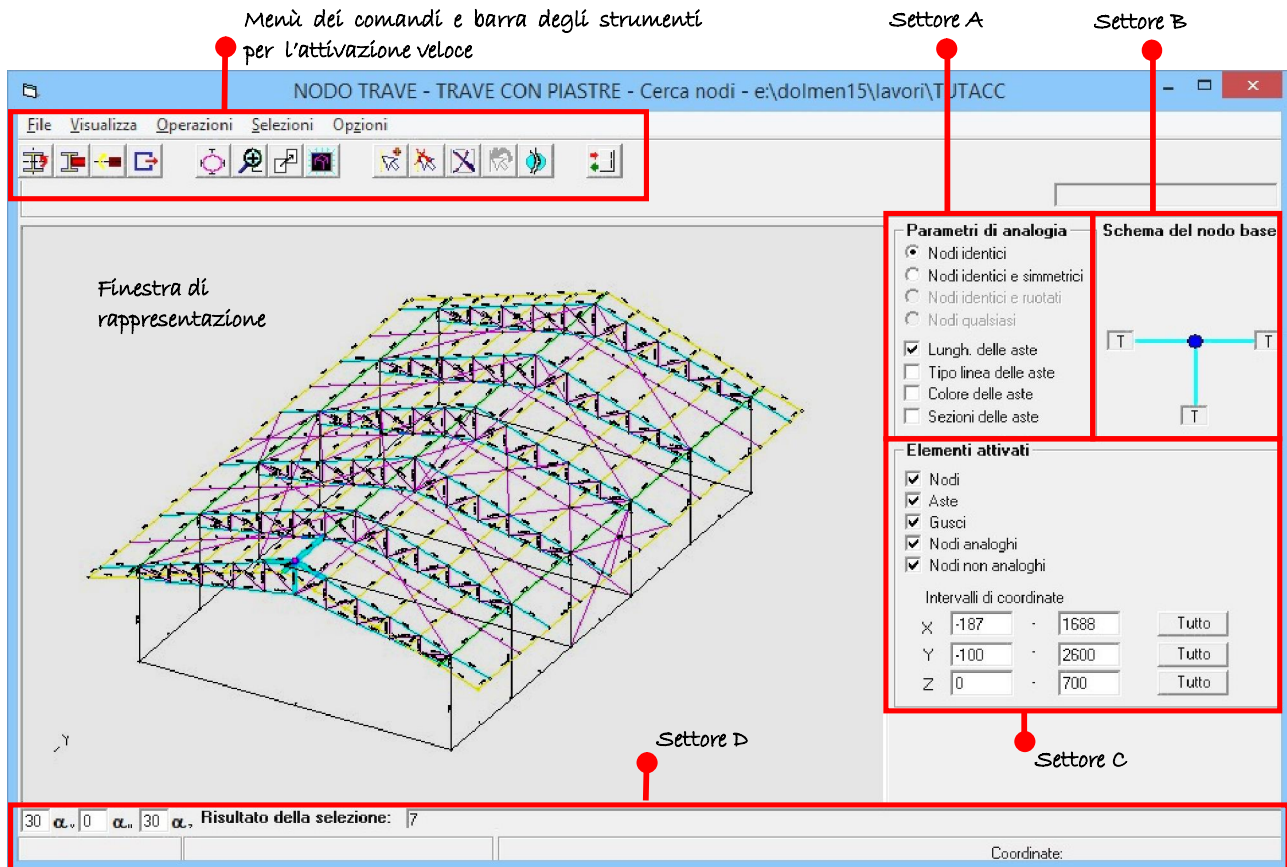 Menù dei comandi e barra degli strumenti
per l'attivazione veloce
Settore A
Settore B
NODO TRAVE - TRAVE CON PIASTRE - Cerca nodi - e:\dolmen15\lavori\TUTACC
File Visualizza Operazioni Selezioni Opzioni
Finestra di
rappresentazione
Parametri di analogia
Nodi identici
Nodi identici e simmetrici
Nodi identici e ruotati
Nodi qualsiasi
Lungh. delle aste
Tipo linea delle aste
Colore delle aste
Sezioni delle aste
Schema del nodo base
T T
T
Elementi attivati
Nodi
Aste
Gusci
Nodi analoghi
Nodi non analoghi
Intervalli di coordinate
X -187 - 1688 Tutto
Y -100 - 2600 Tutto
Z 0 - 700 Tutto
Y
Settore D
Settore C
30 α 0 α 30 α Risultato della selezione: 7
Coordinate: